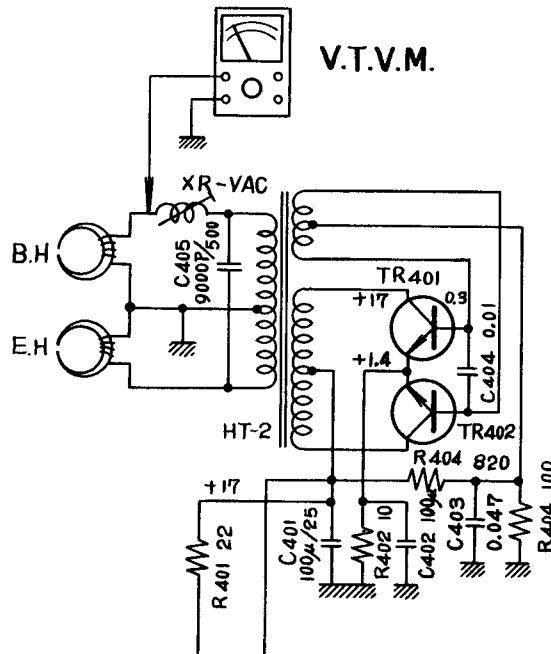 V.T.V.M.
XR-VAC
B.H
C405
9000P/500
TR401
+17
0.3
0.01
C404
E.H
+1.4
HT-2
TR402
R404
820
+17
100μ/25
C401
R402 10
C402 100μ
C403
0.047
R404 100
R401 22